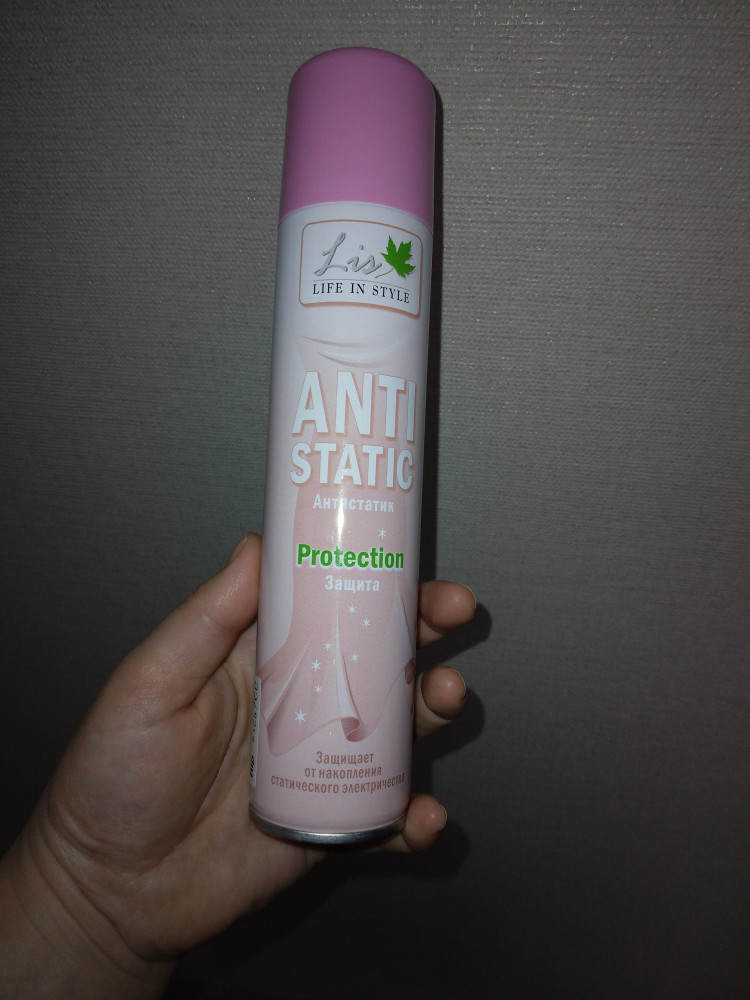 Lis
LIFE IN STYLE
ANTI
STATIC
Антистатик
Protection
Защита
Защищает
от накопления
статического электричества